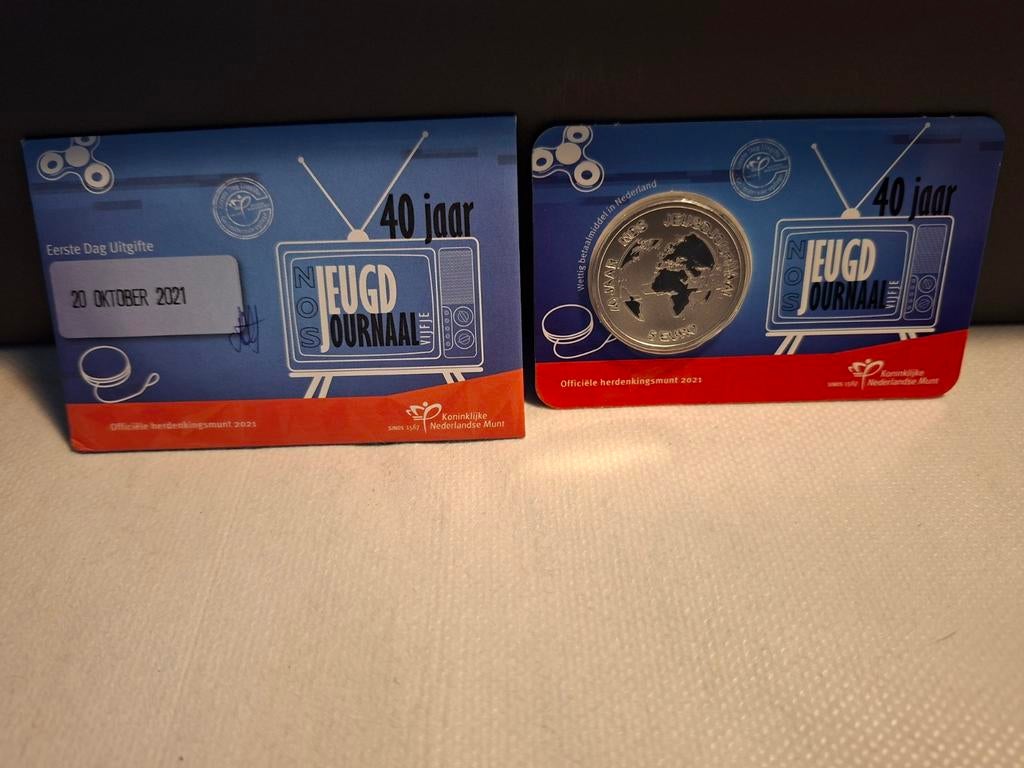 40 jaar
Eerste Dag Uitgifte
20 OKTOBER 2021
NOS
JEUGD
JOURNAAL
VIJFJE
Officiële herdenkingsmunt 2021
SINDS 1567
Koninklijke
Nederlandse Munt
Wettig betaalmiddel in Nederland
40 JAAR NOS JEUGDJOURNAAL
5 EURO
40 jaar
NOS
JEUGD
JOURNAAL
VIJFJE
Officiële herdenkingsmunt 2021
SINDS 1567
Koninklijke
Nederlandse Munt